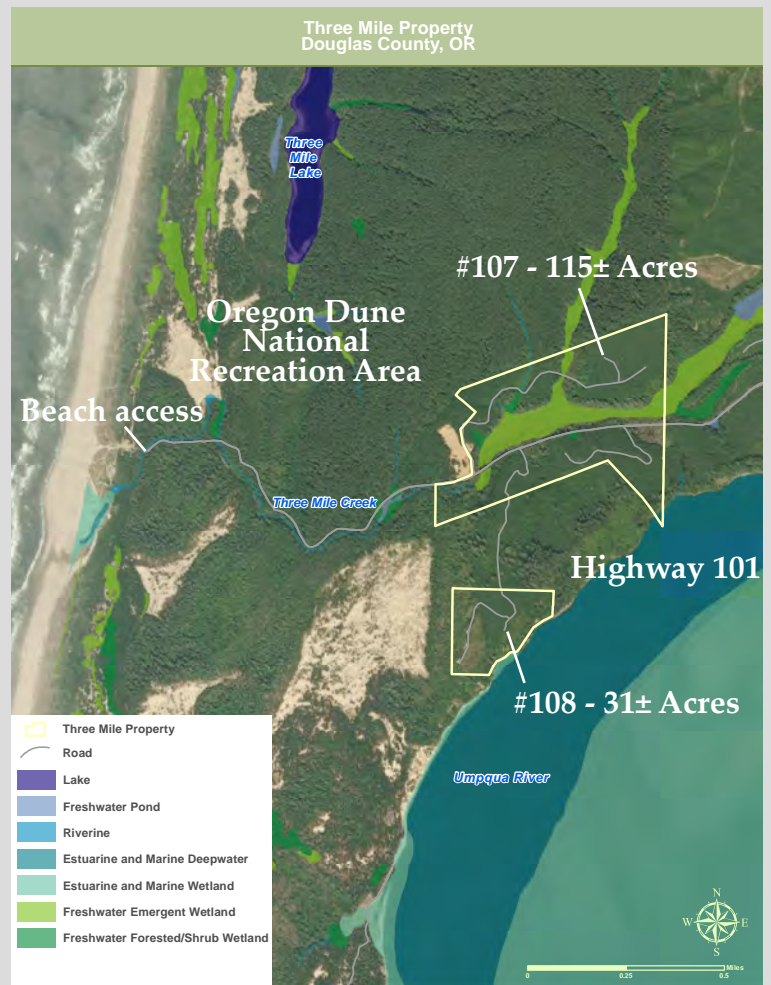 Three Mile Property
Douglas County, OR
Three
Mile
Lake
#107 - 115± Acres
Oregon Dune
National
Recreation Area
Beach access
Three Mile Creek
Highway 101
#108 - 31± Acres
Umpqua River
Three Mile Property
Road
Lake
Freshwater Pond
Riverine
Estuarine and Marine Deepwater
Estuarine and Marine Wetland
Freshwater Emergent Wetland
Freshwater Forested/Shrub Wetland
N
W E
S
Miles
0 0.25 0.5